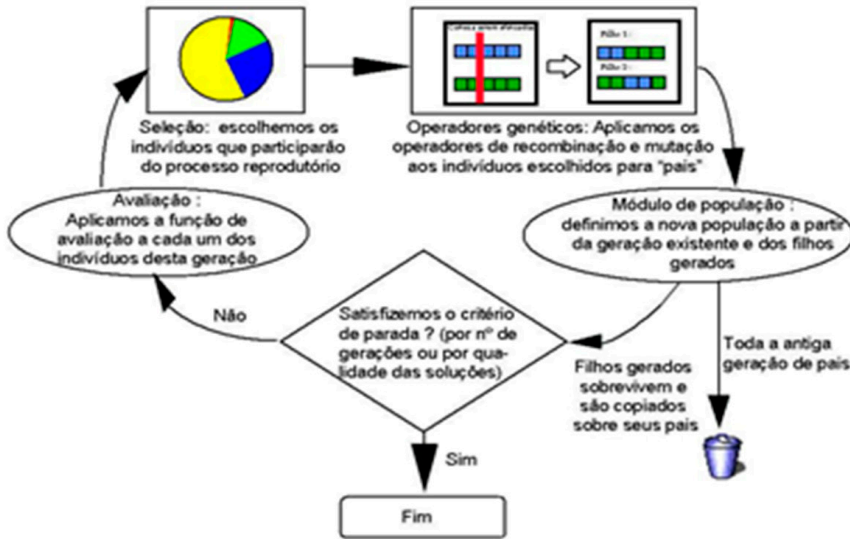 Filho 1:
Filho 2:
Seleção: escolhemos os
indivíduos que participarão
do processo reprodutório
Operadores genéticos: Aplicamos os
operadores de recombinação e mutação
aos indivíduos escolhidos para "pais"
Avaliação :
Aplicamos a função de
avaliação a cada um dos
indivíduos desta geração
Módulo de população :
definimos a nova população a partir
da geração existente e dos filhos
gerados
Não
Satisfizemos o critério
de parada ? (por nº de
gerações ou por qua-
lidade das soluções)
Filhos gerados
sobrevivem e
são copiados
sobre seus pais
Toda a antiga
geração de pais
Sim
Fim